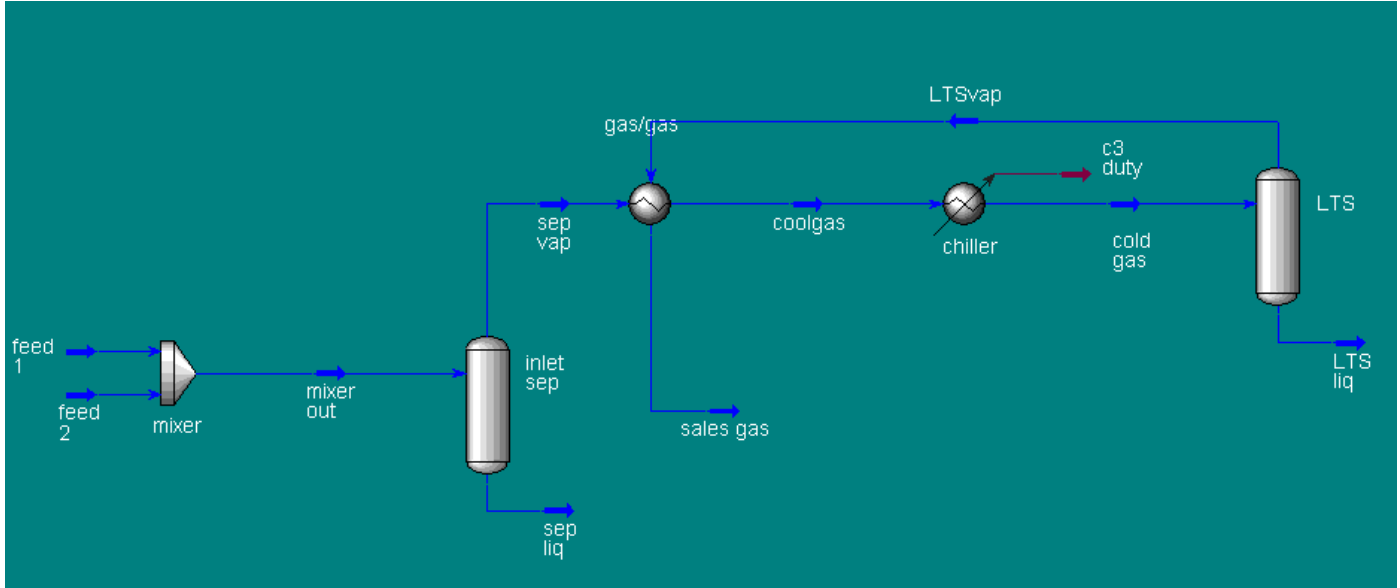 LTSvap
gas/gas
c3
duty
LTS
sep
vap
coolgas
chiller
cold
gas
feed
1
inlet
sep
mixer
out
LTS
liq
feed
2
mixer
sales gas
sep
liq